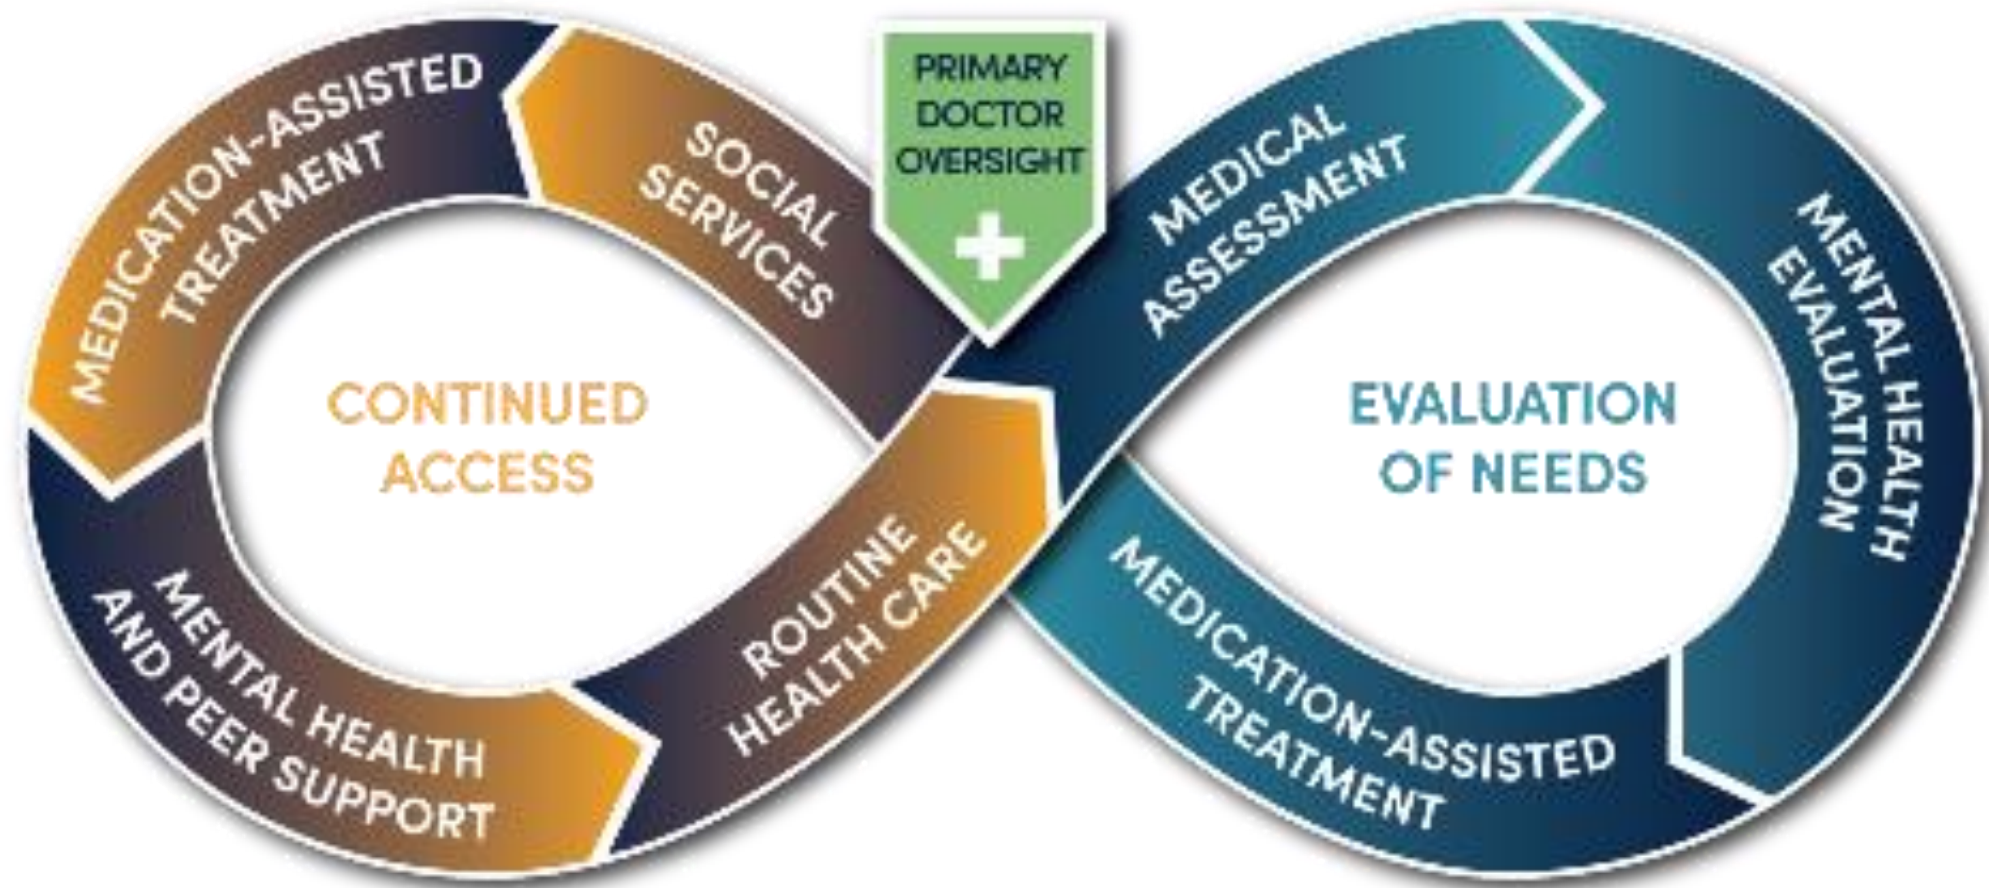 PRIMARY
DOCTOR
OVERSIGHT
MEDICAL
ASSESSMENT
MENTAL HEALTH
EVALUATION
MEDICATION-ASSISTED
TREATMENT
EVALUATION
OF NEEDS
SOCIAL
SERVICES
MEDICATION-ASSISTED
TREATMENT
MENTAL HEALTH
AND PEER SUPPORT
ROUTINE
HEALTH CARE
CONTINUED
ACCESS